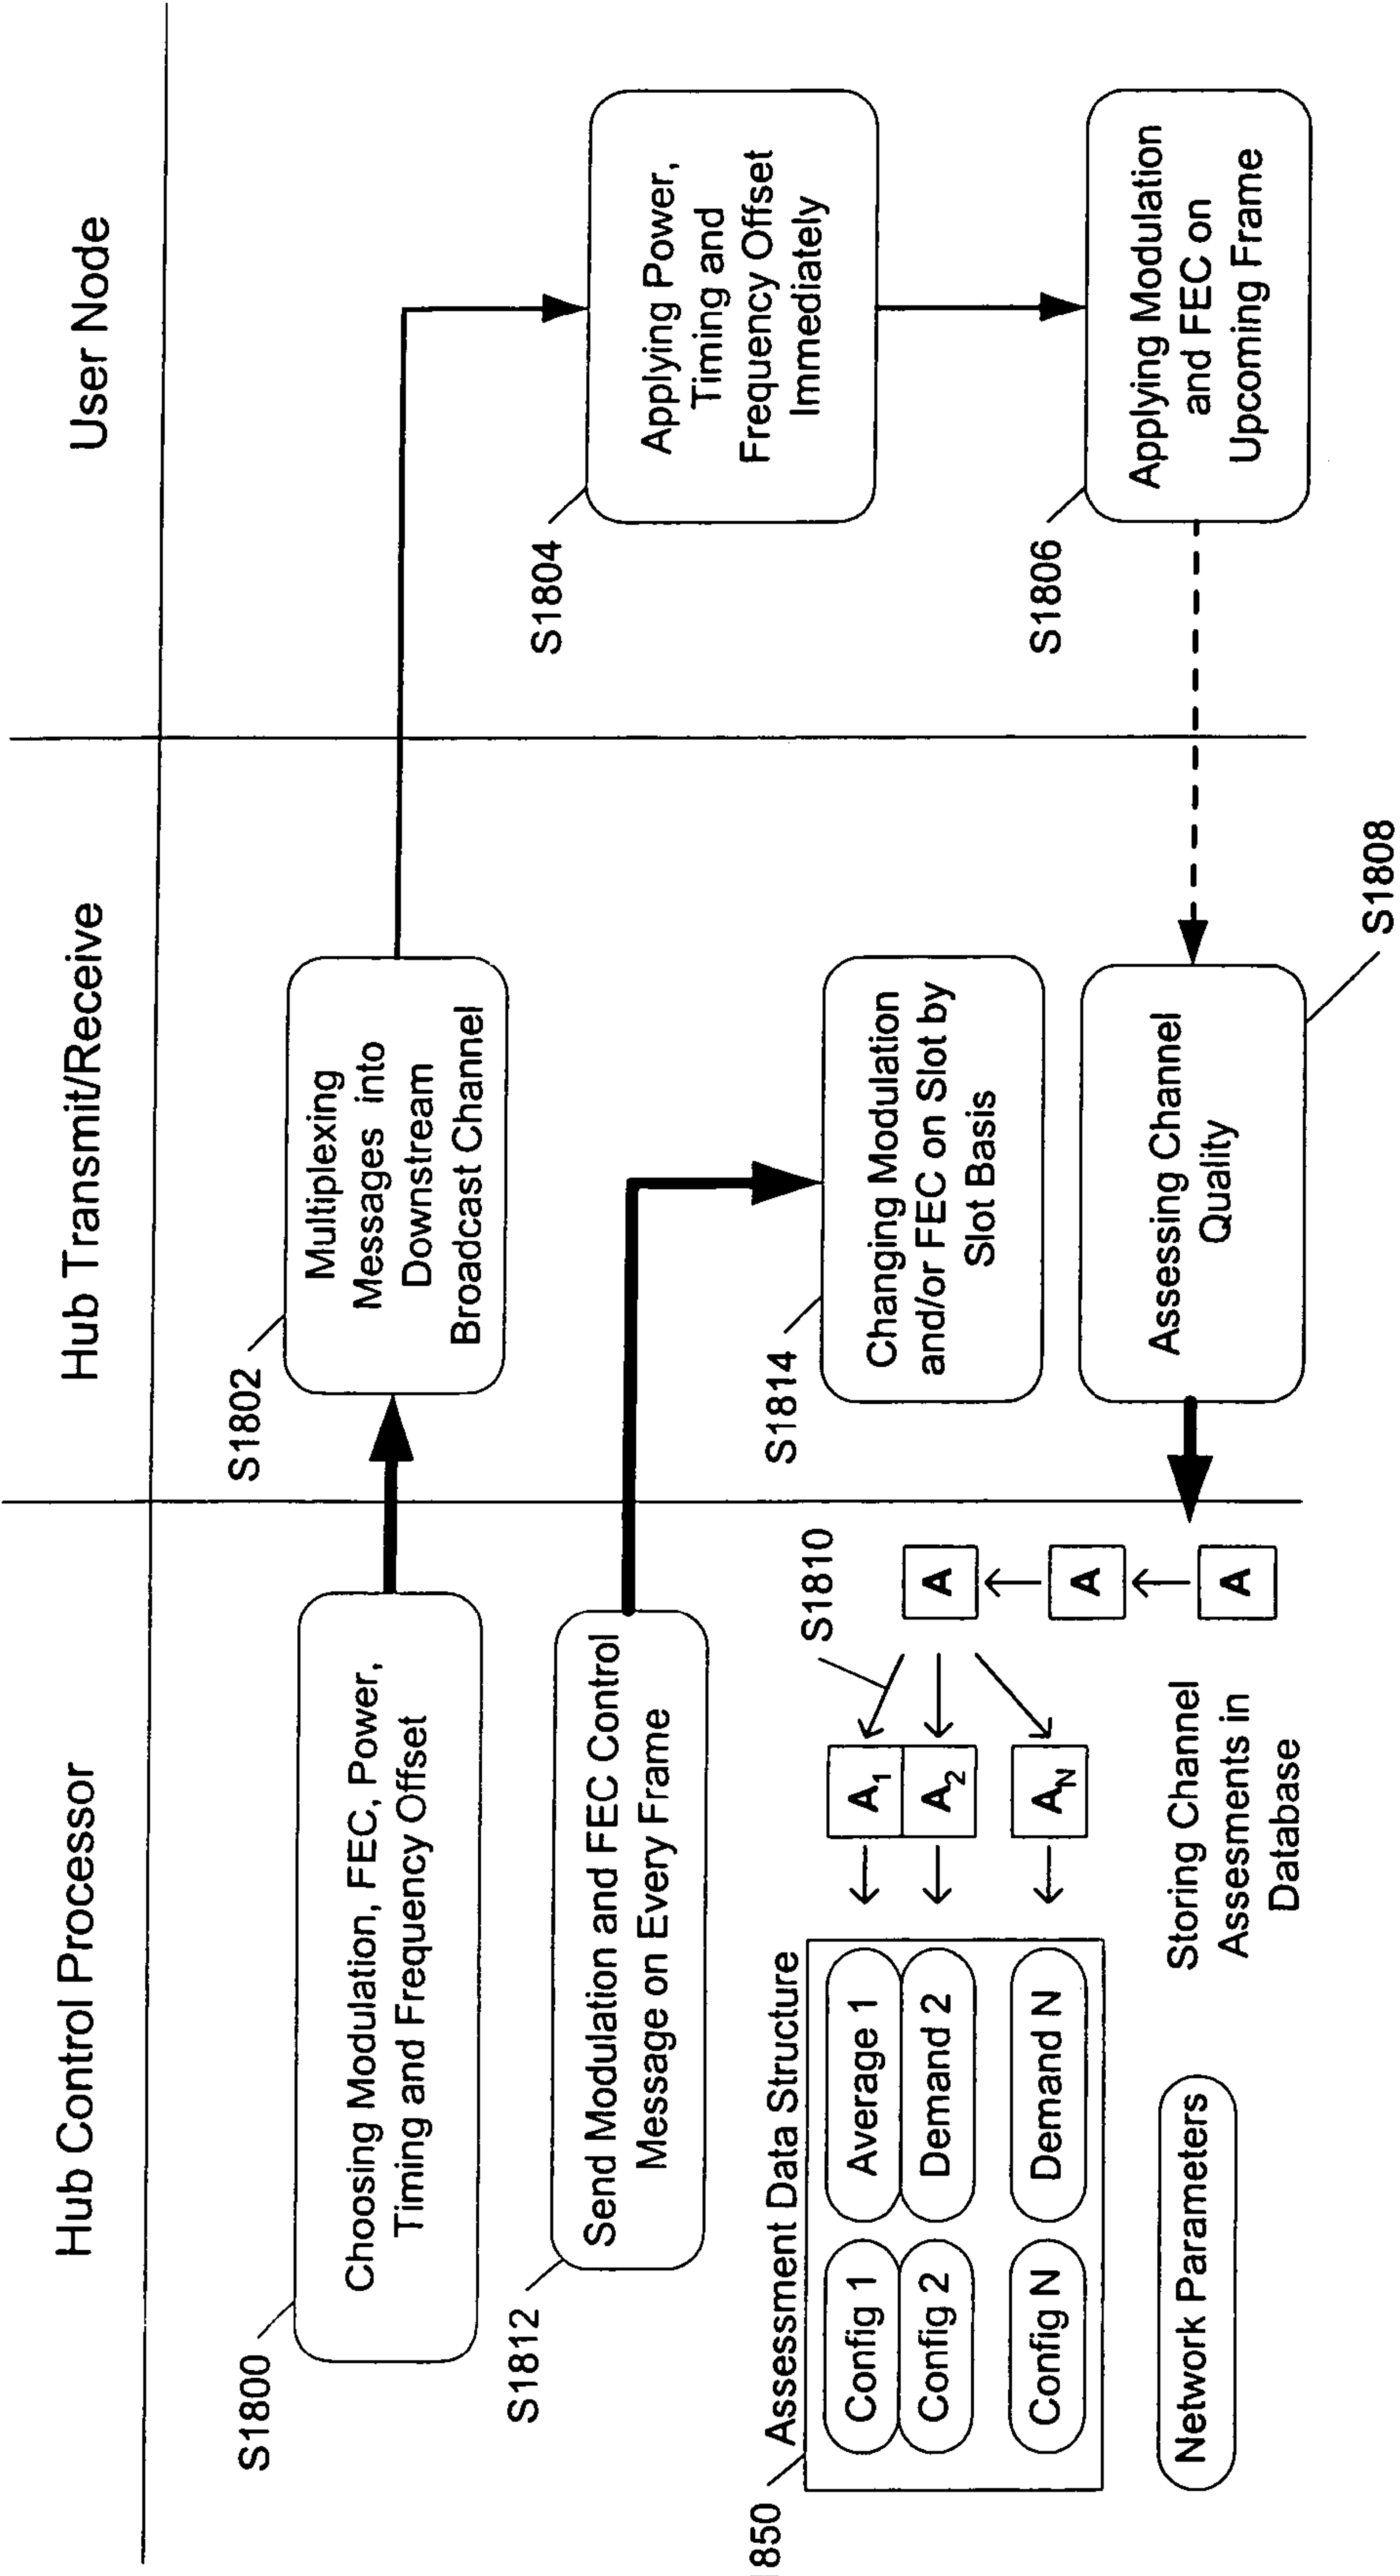 Hub Control Processor
Hub Transmit/Receive
User Node
S1800
Choosing Modulation, FEC, Power,
Timing and Frequency Offset
S1802
Multiplexing
Messages into
Downstream
Broadcast Channel
S1804
Applying Power,
Timing and
Frequency Offset
Immediately
S1812
Send Modulation and FEC Control
Message on Every Frame
S1814
Changing Modulation
and/or FEC on Slot by
Slot Basis
S1806
Applying Modulation
and FEC on
Upcoming Frame
S1808
Assessing Channel
Quality
S1810
A
A
A
A1
A2
AN
850
Assessment Data Structure
Config 1
Average 1
Config 2
Demand 2
Config N
Demand N
Storing Channel
Assesments in
Database
Network Parameters